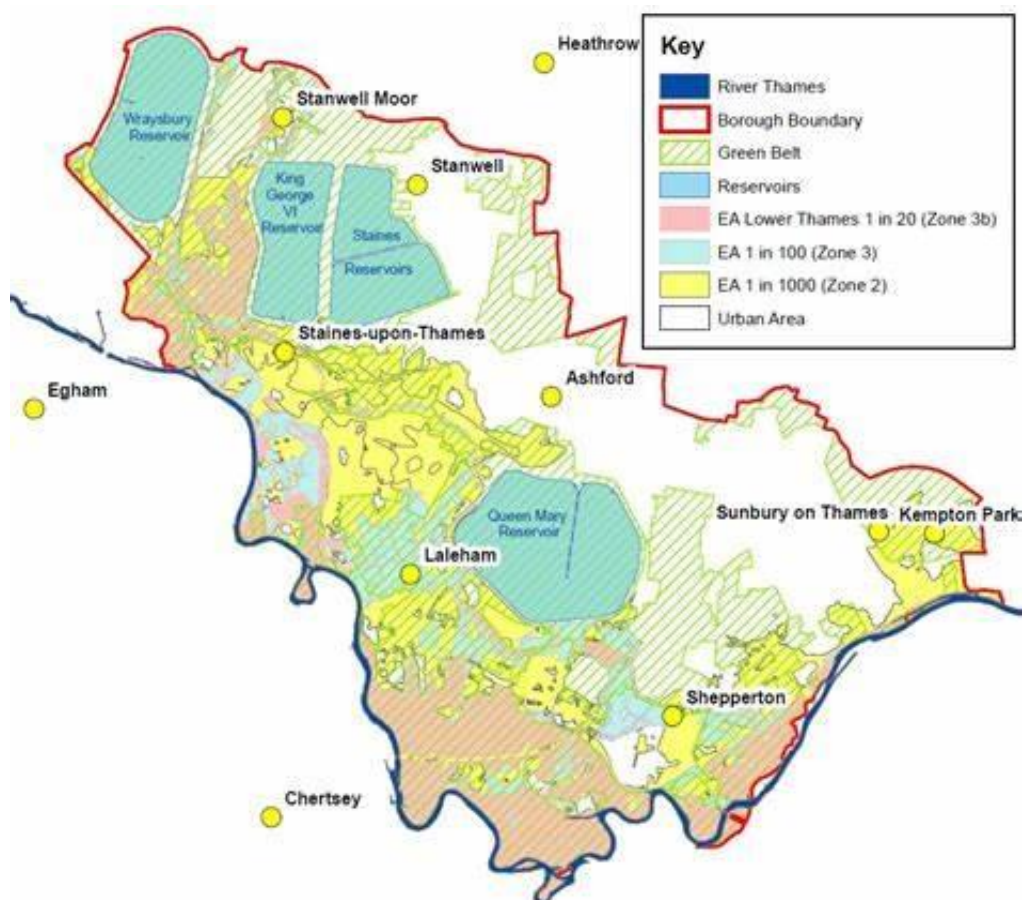 Heathrow
Key
River Thames
Borough Boundary
Green Belt
Reservoirs
EA Lower Thames 1 in 20 (Zone 3b)
EA 1 in 100 (Zone 3)
EA 1 in 1000 (Zone 2)
Urban Area
Wraysbury
Reservoir
Stanwell Moor
Stanwell
King
George
VI
Reservoir
Staines
Reservoirs
Staines-upon-Thames
Egham
Ashford
Queen Mary
Reservoir
Sunbury on Thames
Kempton Park
Laleham
Shepperton
Chertsey